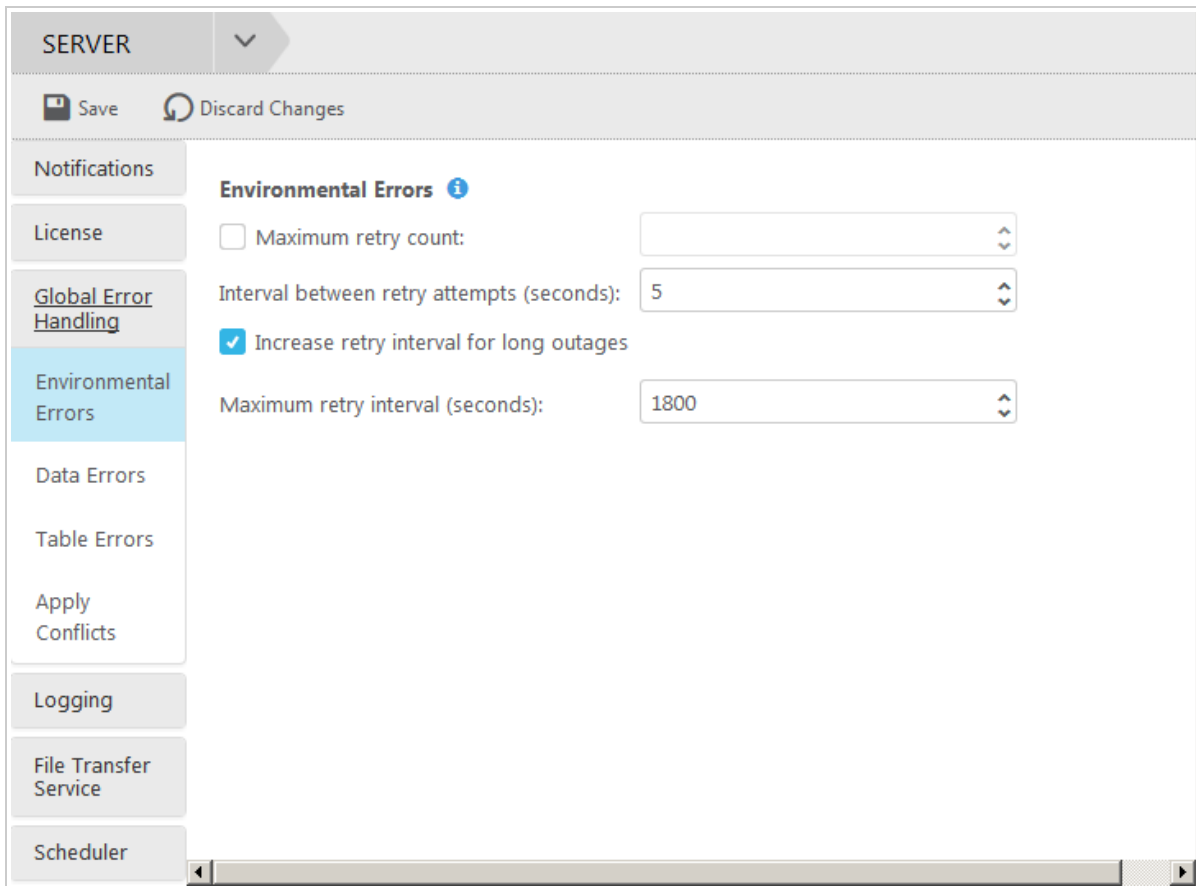 SERVER
Save Discard Changes
Notifications
License
Global Error
Handling
Environmental
Errors
Data Errors
Table Errors
Apply
Conflicts
Logging
File Transfer
Service
Scheduler
Environmental Errors
Maximum retry count:
Interval between retry attempts (seconds): 5
Increase retry interval for long outages
Maximum retry interval (seconds): 1800